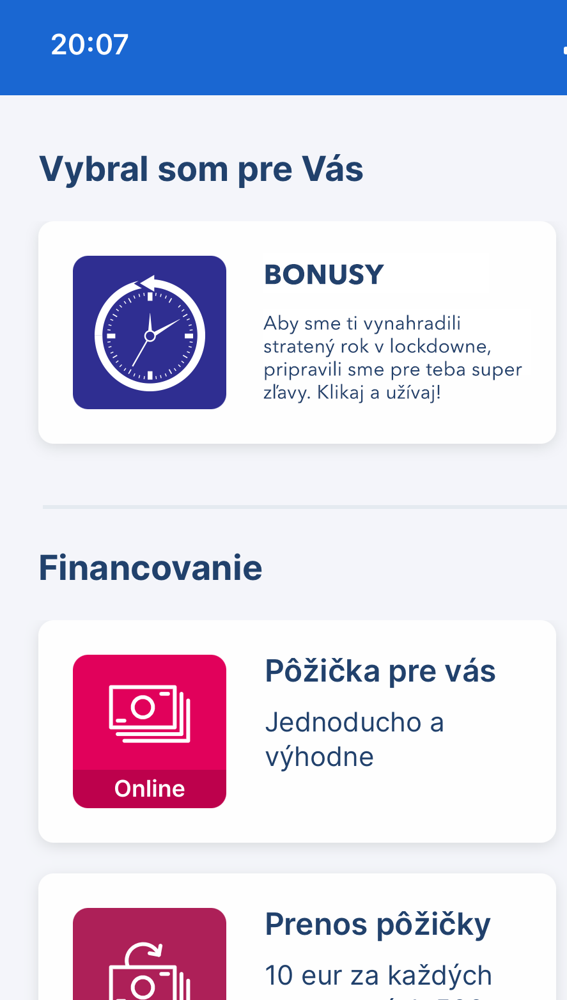 20:07
Vybral som pre Vás
BONUSY
Aby sme ti vynahradili
stratený rok v lockdowne,
pripravili sme pre teba super
zľavy. Klikaj a užívaj!
Financovanie
Pôžička pre vás
Jednoducho a
výhodne
Online
Prenos pôžičky
10 eur za každých